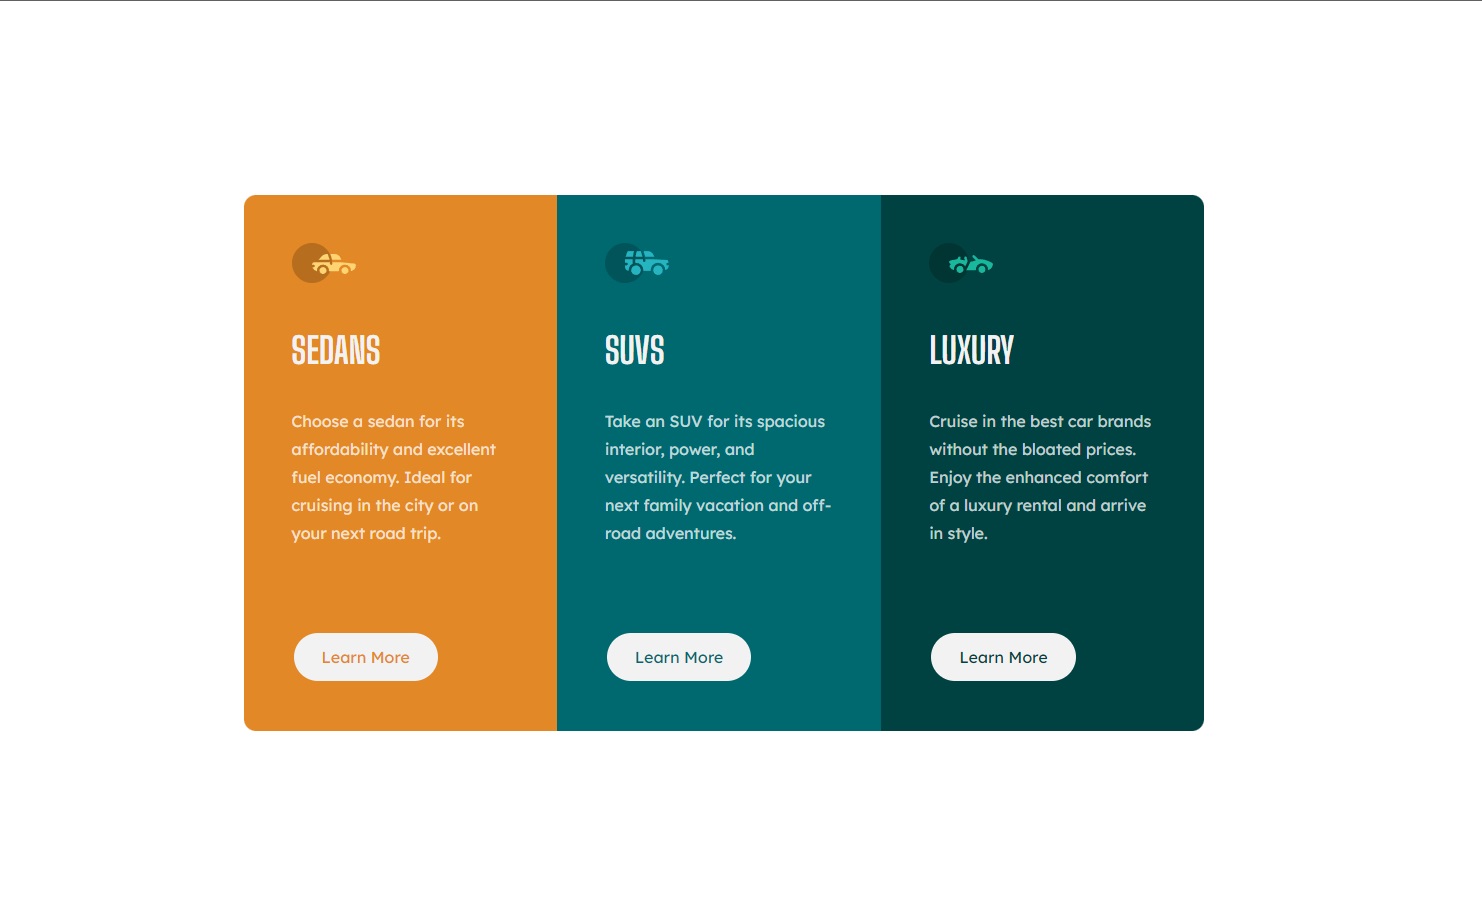 SEDANS
Choose a sedan for its
affordability and excellent
fuel economy. Ideal for
cruising in the city or on
your next road trip.
Learn More
SUVS
Take an SUV for its spacious
interior, power, and
versatility. Perfect for your
next family vacation and off-
road adventures.
Learn More
LUXURY
Cruise in the best car brands
without the bloated prices.
Enjoy the enhanced comfort
of a luxury rental and arrive
in style.
Learn More